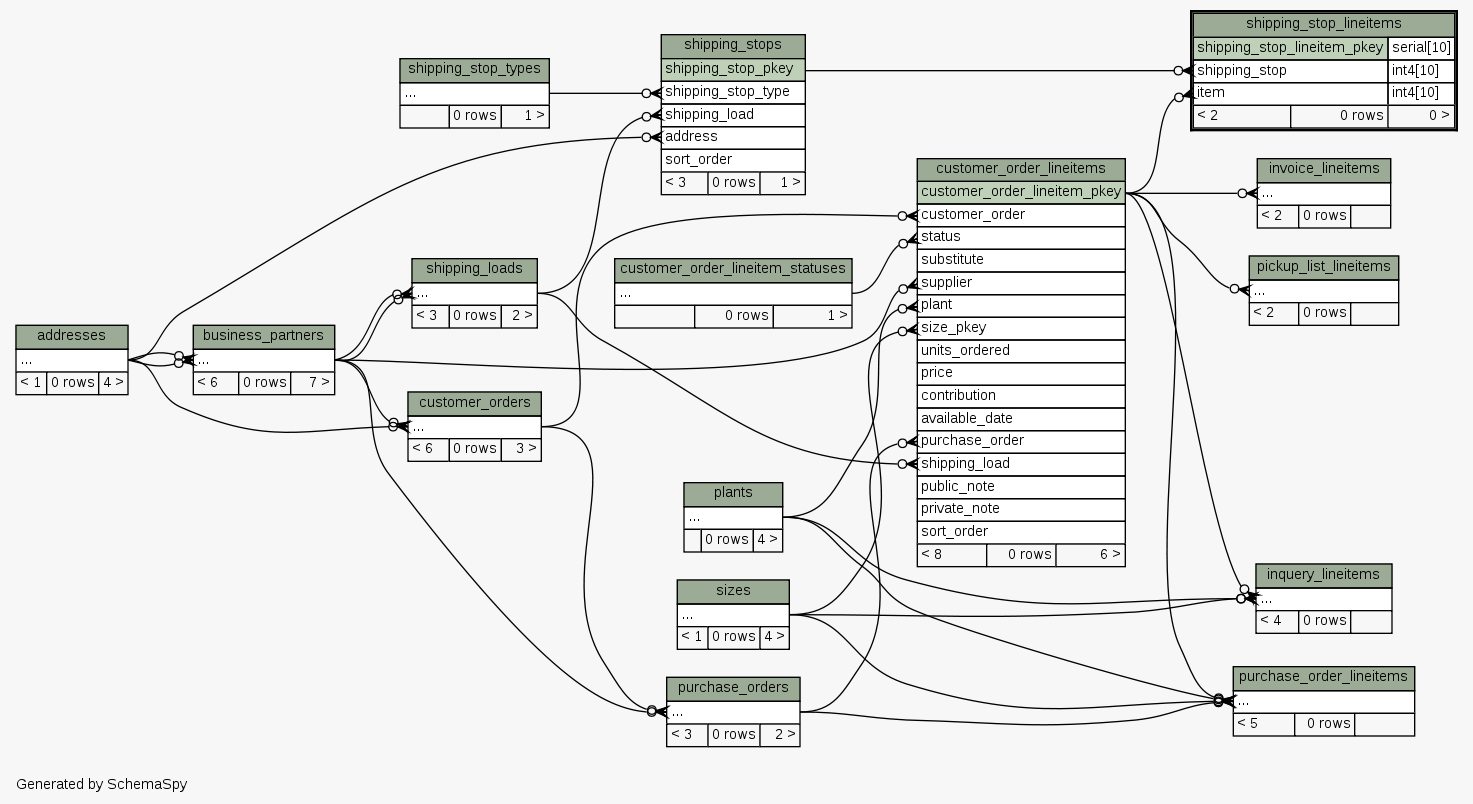 shipping_stop_lineitems
shipping_stop_lineitem_pkey serial[10]
shipping_stop int4[10]
item int4[10]
< 2 0 rows 0 >
shipping_stops
shipping_stop_pkey
shipping_stop_type
shipping_load
address
sort_order
< 3 0 rows 1 >
shipping_stop_types
...
0 rows 1 >
customer_order_lineitems
customer_order_lineitem_pkey
customer_order
status
substitute
supplier
plant
size_pkey
units_ordered
price
contribution
available_date
purchase_order
shipping_load
public_note
private_note
sort_order
< 8 0 rows 6 >
invoice_lineitems
...
< 2 0 rows
pickup_list_lineitems
...
< 2 0 rows
shipping_loads
...
< 3 0 rows 2 >
customer_order_lineitem_statuses
...
0 rows 1 >
addresses
...
< 1 0 rows 4 >
business_partners
...
< 6 0 rows 7 >
customer_orders
...
< 6 0 rows 3 >
plants
...
0 rows 4 >
sizes
...
< 1 0 rows 4 >
inquery_lineitems
...
< 4 0 rows
purchase_orders
...
< 3 0 rows 2 >
purchase_order_lineitems
...
< 5 0 rows
Generated by SchemaSpy